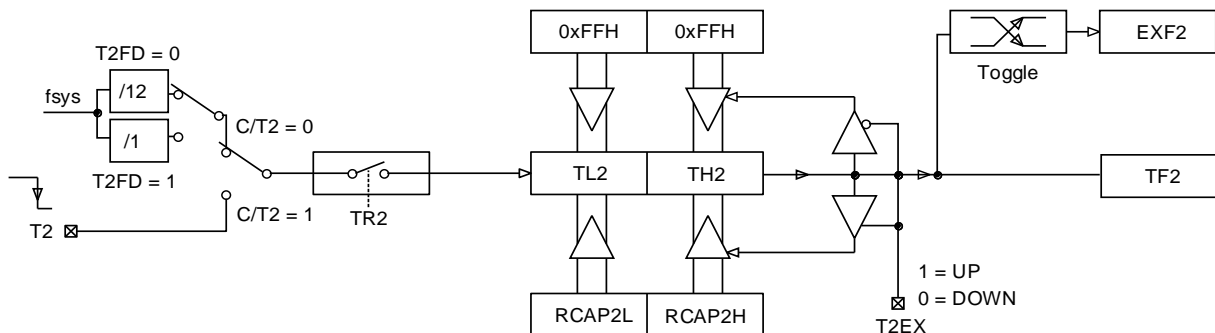 0xFFH 0xFFH
EXF2
Toggle
T2FD = 0
/12
fsys
/1
C/T2 = 0
T2FD = 1
TL2 TH2
TF2
C/T2 = 1
TR2
T2
1 = UP
0 = DOWN
RCAP2L RCAP2H
T2EX